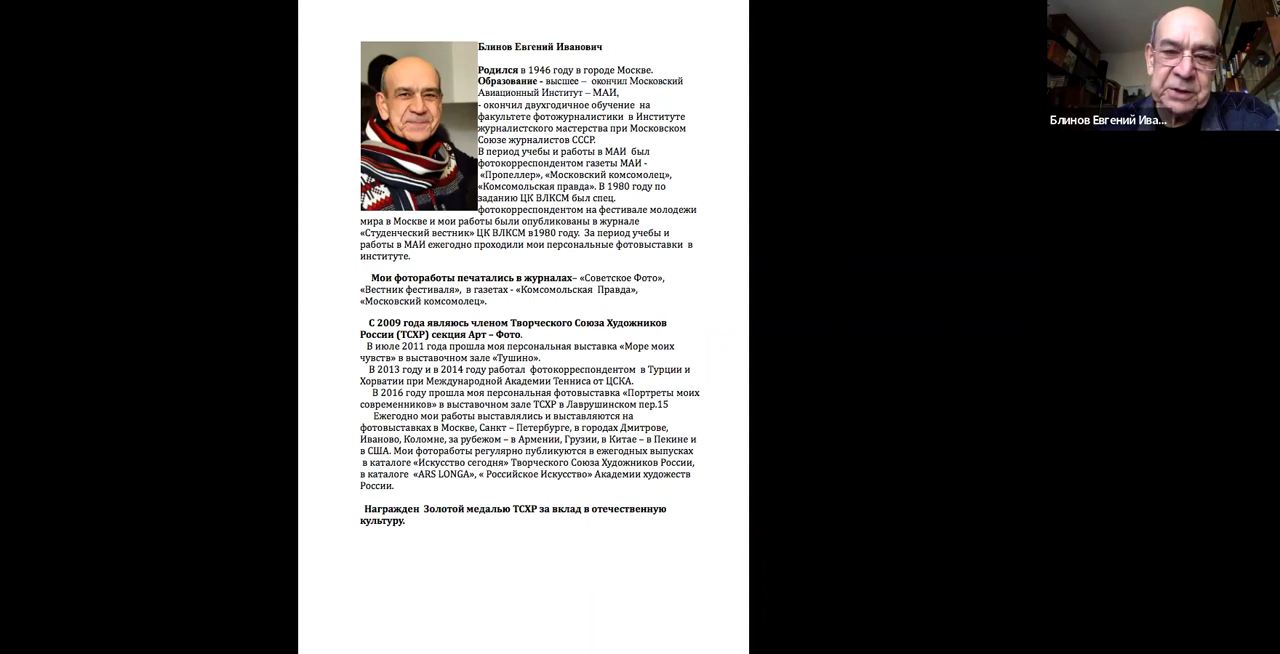 Блинов Евгений Иванович
Родился в 1946 году в городе Москве.
Образование - высшее – окончил Московский
Авиационный Институт – МАИ,
- окончил двухгодичное обучение на
факультете фотожурналистики в Институте
журналистского мастерства при Московском
Союзе журналистов СССР.
В период учебы и работы в МАИ был
фотокорреспондентом газеты МАИ -
«Пропеллер», «Московский комсомолец»,
«Комсомольская правда». В 1980 году по
заданию ЦК ВЛКСМ был спец.
фотокорреспондентом на фестивале молодежи
мира в Москве и мои работы были опубликованы в журнале
«Студенческий вестник» ЦК ВЛКСМ в1980 году. За период учебы и
работы в МАИ ежегодно проходили мои персональные фотовыставки в
институте.
Мои фотоработы печатались в журналах– «Советское Фото»,
«Вестник фестиваля», в газетах - «Комсомольская Правда»,
«Московский комсомолец».
С 2009 года являюсь членом Творческого Союза Художников
России (ТСХР) секция Арт – Фото.
В июле 2011 года прошла моя персональная выставка «Море моих
чувств» в выставочном зале «Тушино».
В 2013 году и в 2014 году работал фотокорреспондентом в Турции и
Хорватии при Международной Академии Тенниса от ЦСКА.
В 2016 году прошла моя персональная фотовыставка «Портреты моих
современников» в выставочном зале ТСХР в Лаврушинском пер.15
Ежегодно мои работы выставлялись и выставляются на
фотовыставках в Москве, Санкт – Петербурге, в городах Дмитрове,
Иваново, Коломне, за рубежом – в Армении, Грузии, в Китае – в Пекине и
в США. Мои фотоработы регулярно публикуются в ежегодных выпусках
в каталоге «Искусство сегодня» Творческого Союза Художников России,
в каталоге «ARS LONGA», « Российское Искусство» Академии художеств
России.
Награжден Золотой медалью ТСХР за вклад в отечественную
культуру.
Блинов Евгений Ива...